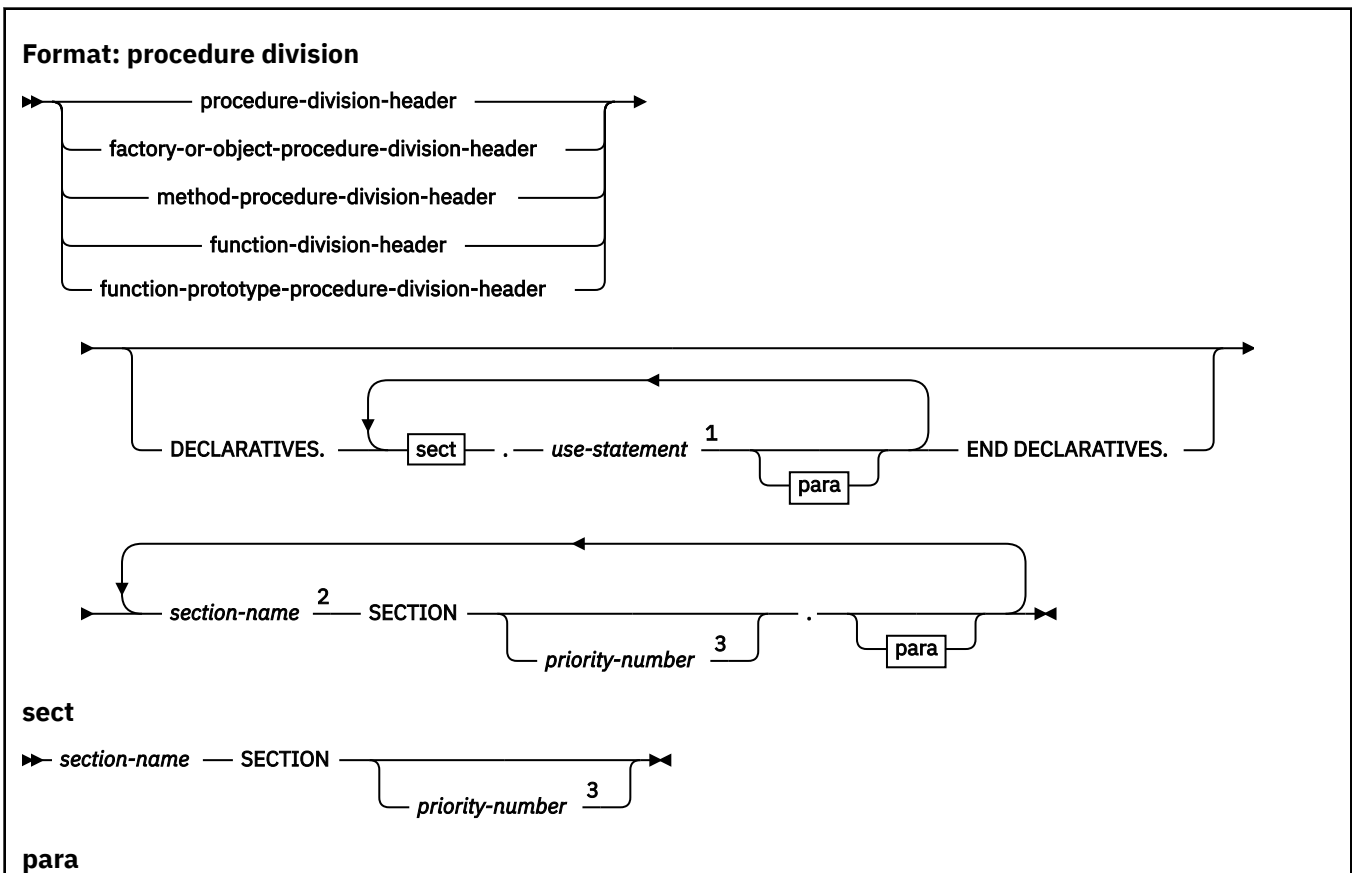 Format: procedure division
procedure-division-header
factory-or-object-procedure-division-header
method-procedure-division-header
function-division-header
function-prototype-procedure-division-header
DECLARATIVES. sect . use-statement 1 para END DECLARATIVES.
section-name 2 SECTION priority-number 3 . para
sect
section-name SECTION priority-number 3
para